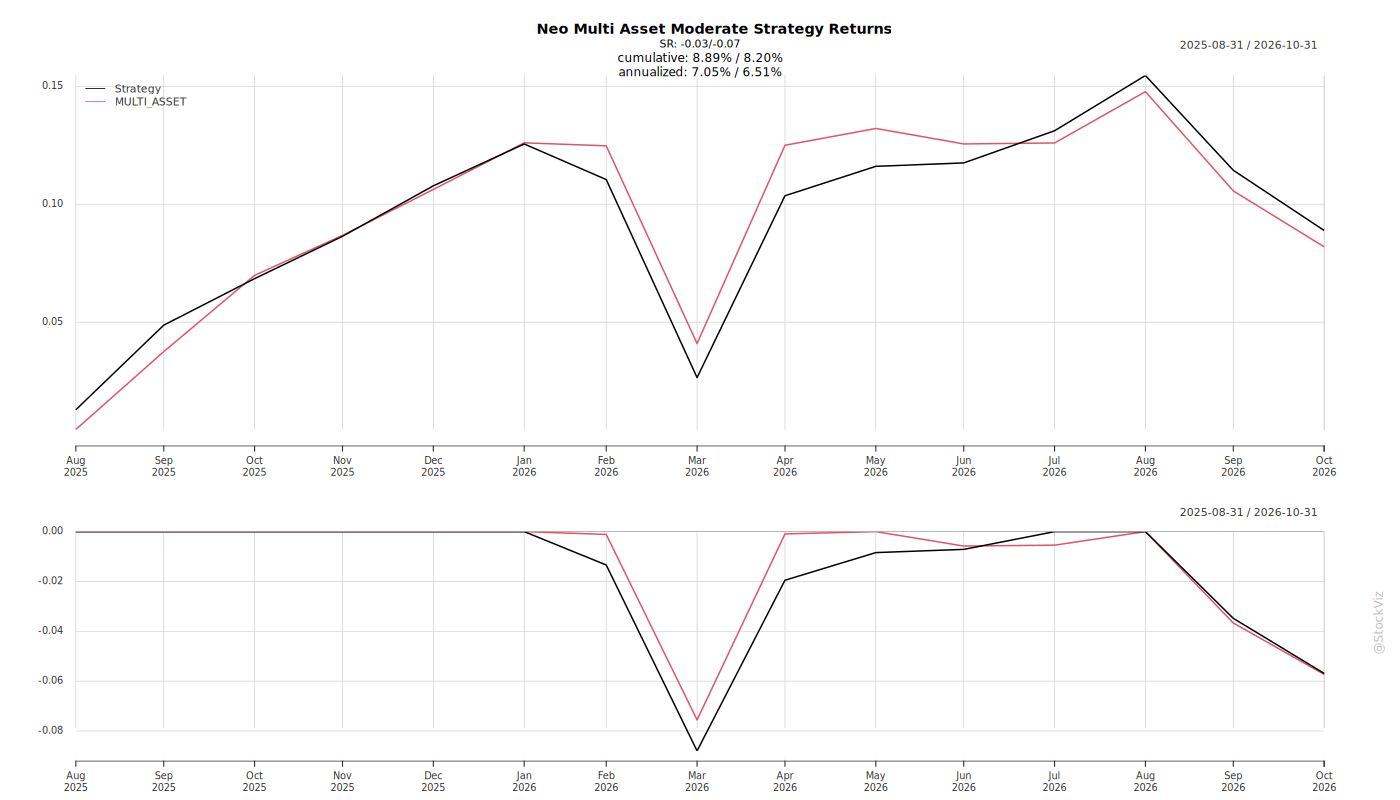 Neo Multi Asset Moderate Strategy Returns
SR: -0.03/-0.07
cumulative: 8.89% / 8.20%
annualized: 7.05% / 6.51%
2025-08-31 / 2026-10-31
Strategy
MULTI_ASSET
0.15
0.10
0.05
Aug Sep Oct Nov Dec Jan Feb Mar Apr May Jun Jul Aug Sep Oct
2025 2025 2025 2025 2025 2026 2026 2026 2026 2026 2026 2026 2026 2026 2026
2025-08-31 / 2026-10-31
0.00
-0.02
-0.04
-0.06
-0.08
Aug Sep Oct Nov Dec Jan Feb Mar Apr May Jun Jul Aug Sep Oct
2025 2025 2025 2025 2025 2026 2026 2026 2026 2026 2026 2026 2026 2026 2026
@StockViz